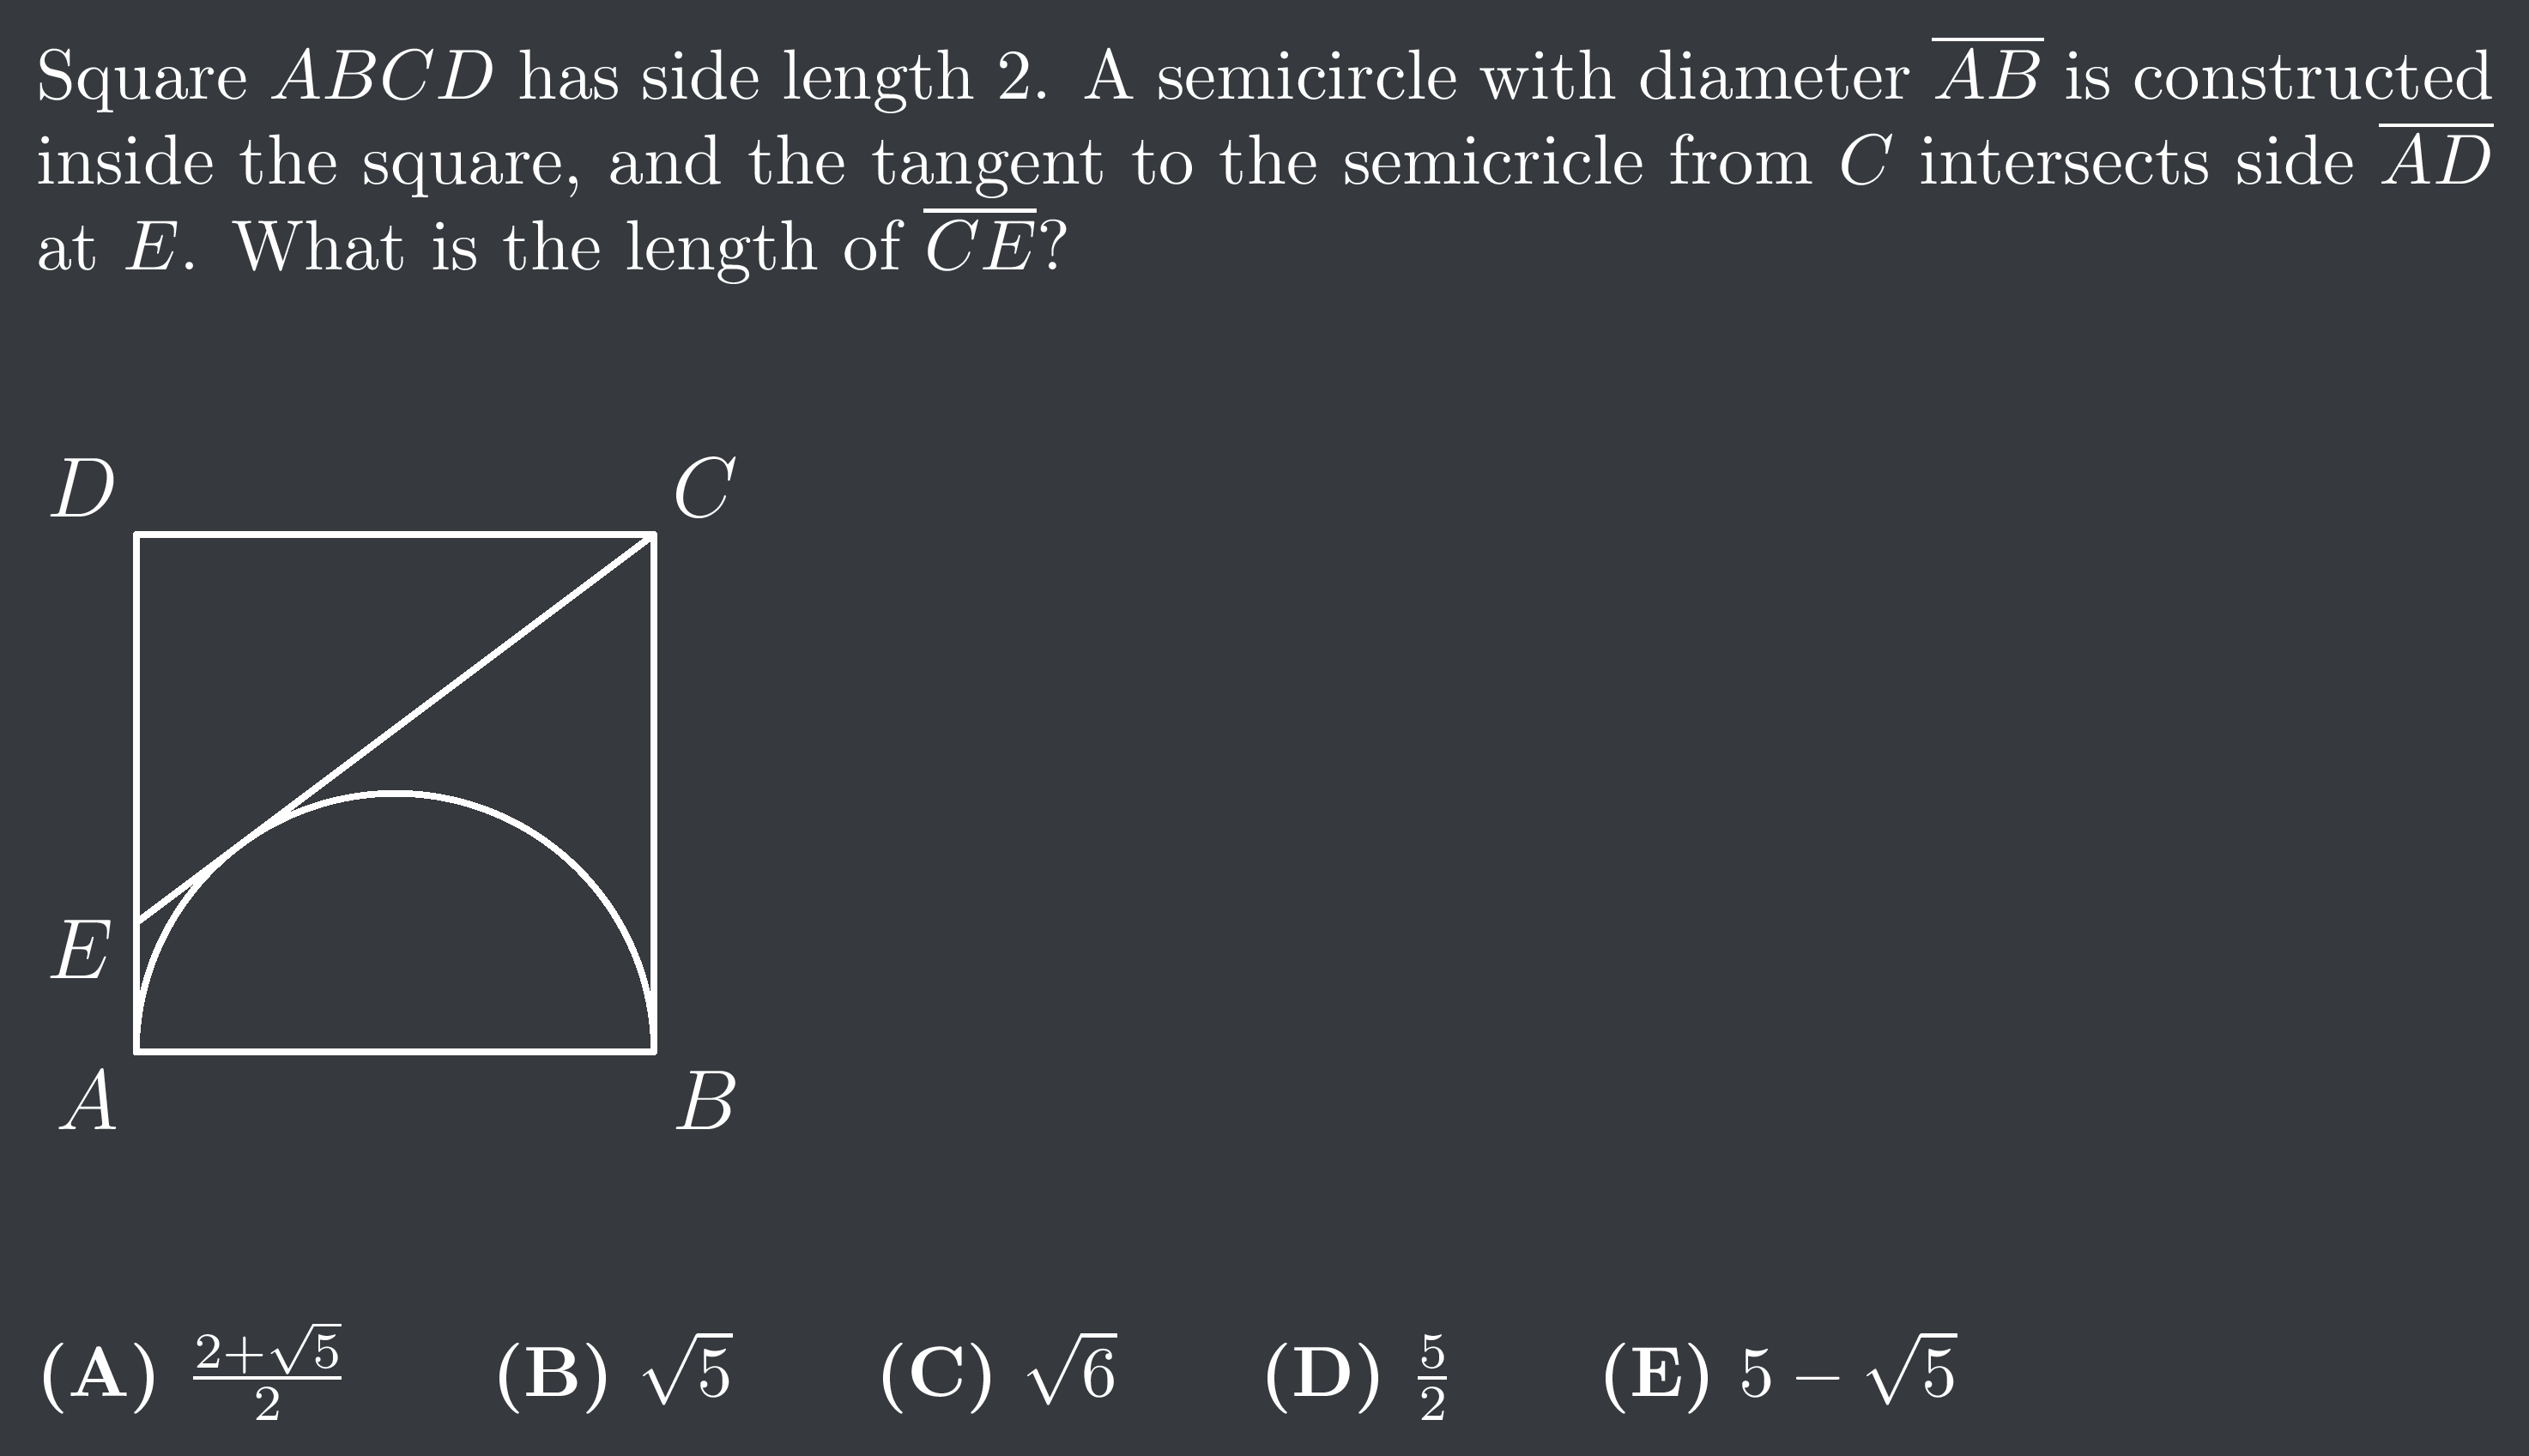 Square $ABCD$ has side length 2. A semicircle with diameter $\overline{AB}$ is constructed
inside the square, and the tangent to the semicricle from $C$ intersects side $\overline{AD}$
at $E$. What is the length of $\overline{CE}$?
D
C
E
A
B
(A) $\frac{2+\sqrt{5}}{2}$ (B) $\sqrt{5}$ (C) $\sqrt{6}$ (D) $\frac{5}{2}$ (E) $5-\sqrt{5}$